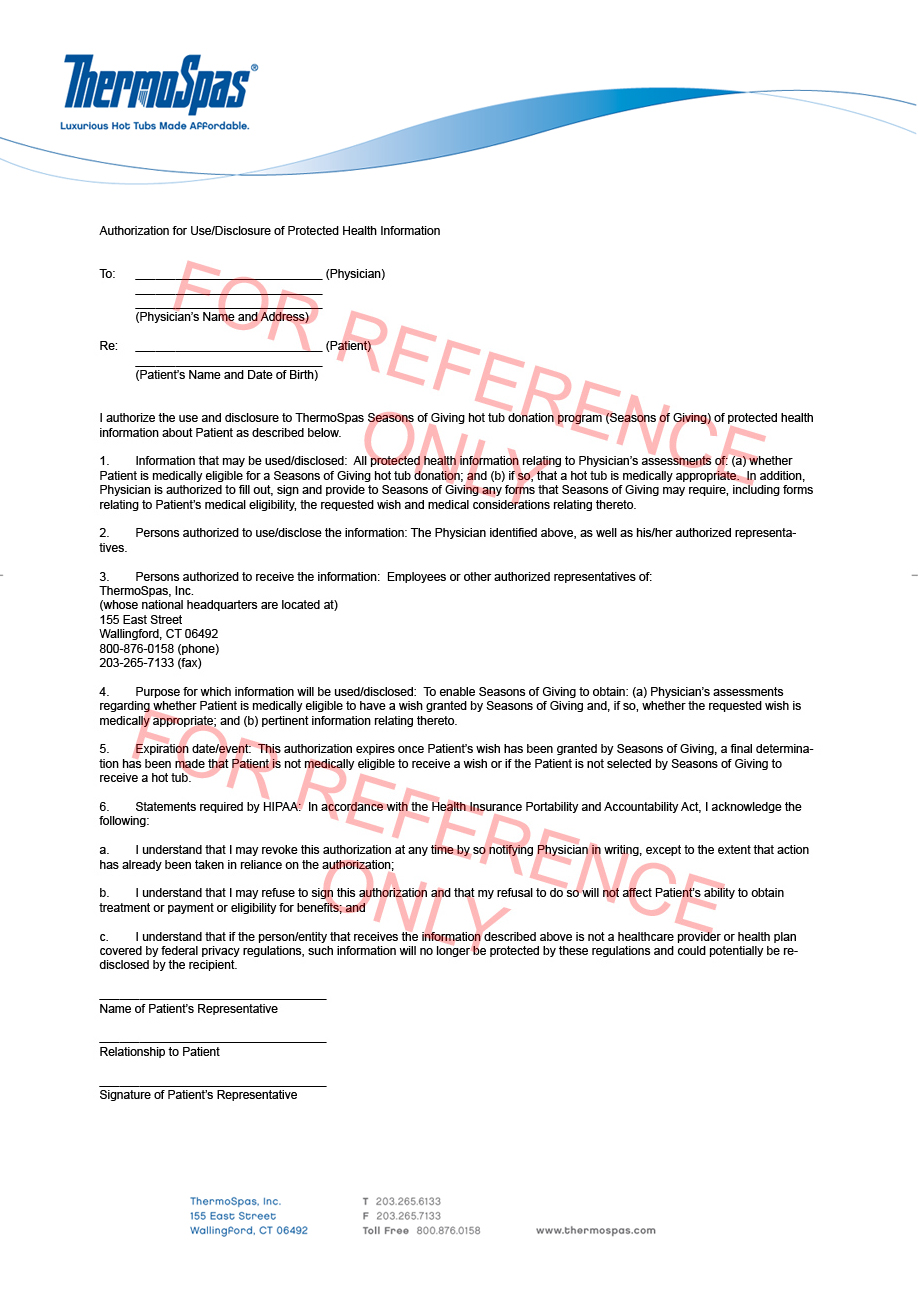 ThermoSpas®
Luxurious Hot Tubs Made Affordable.
Authorization for Use/Disclosure of Protected Health Information
To: ____________________________ (Physician)
____________________________
____________________________
(Physician's Name and Address)
Re: ____________________________ (Patient)
____________________________
(Patient's Name and Date of Birth)
FOR REFERENCE
ONLY
I authorize the use and disclosure to ThermoSpas Seasons of Giving hot tub donation program (Seasons of Giving) of protected health
information about Patient as described below.
1. Information that may be used/disclosed: All protected health information relating to Physician's assessments of: (a) whether
Patient is medically eligible for a Seasons of Giving hot tub donation; and (b) if so, that a hot tub is medically appropriate. In addition,
Physician is authorized to fill out, sign and provide to Seasons of Giving any forms that Seasons of Giving may require, including forms
relating to Patient's medical eligibility, the requested wish and medical considerations relating thereto.
2. Persons authorized to use/disclose the information: The Physician identified above, as well as his/her authorized representa-
tives.
3. Persons authorized to receive the information: Employees or other authorized representatives of:
ThermoSpas, Inc.
(whose national headquarters are located at)
155 East Street
Wallingford, CT 06492
800-876-0158 (phone)
203-265-7133 (fax)
4. Purpose for which information will be used/disclosed: To enable Seasons of Giving to obtain: (a) Physician's assessments
regarding whether Patient is medically eligible to have a wish granted by Seasons of Giving and, if so, whether the requested wish is
medically appropriate; and (b) pertinent information relating thereto.
5. Expiration date/event: This authorization expires once Patient's wish has been granted by Seasons of Giving, a final determina-
tion has been made that Patient is not medically eligible to receive a wish or if the Patient is not selected by Seasons of Giving to
receive a hot tub.
FOR REFERENCE
ONLY
6. Statements required by HIPAA: In accordance with the Health Insurance Portability and Accountability Act, I acknowledge the
following:
a. I understand that I may revoke this authorization at any time by so notifying Physician in writing, except to the extent that action
has already been taken in reliance on the authorization;
b. I understand that I may refuse to sign this authorization and that my refusal to do so will not affect Patient's ability to obtain
treatment or payment or eligibility for benefits; and
c. I understand that if the person/entity that receives the information described above is not a healthcare provider or health plan
covered by federal privacy regulations, such information will no longer be protected by these regulations and could potentially be re-
disclosed by the recipient.
__________________________________
Name of Patient's Representative
__________________________________
Relationship to Patient
__________________________________
Signature of Patient's Representative
ThermoSpas, Inc.
155 East Street
Wallingford, CT 06492
T 203.265.6133
F 203.265.7133
Toll Free 800.876.0158
www.thermospas.com